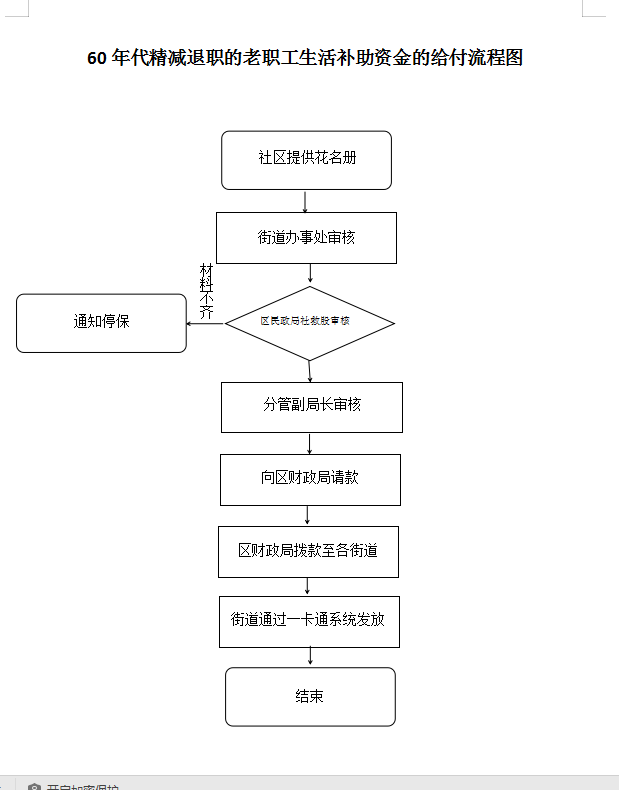 60年代精减退职的老职工生活补助资金的给付流程图
社区提供花名册
街道办事处审核
材料不齐
通知停保
区民政局社救股审核
分管副局长审核
向区财政局请款
区财政局拨款至各街道
街道通过一卡通系统发放
结束